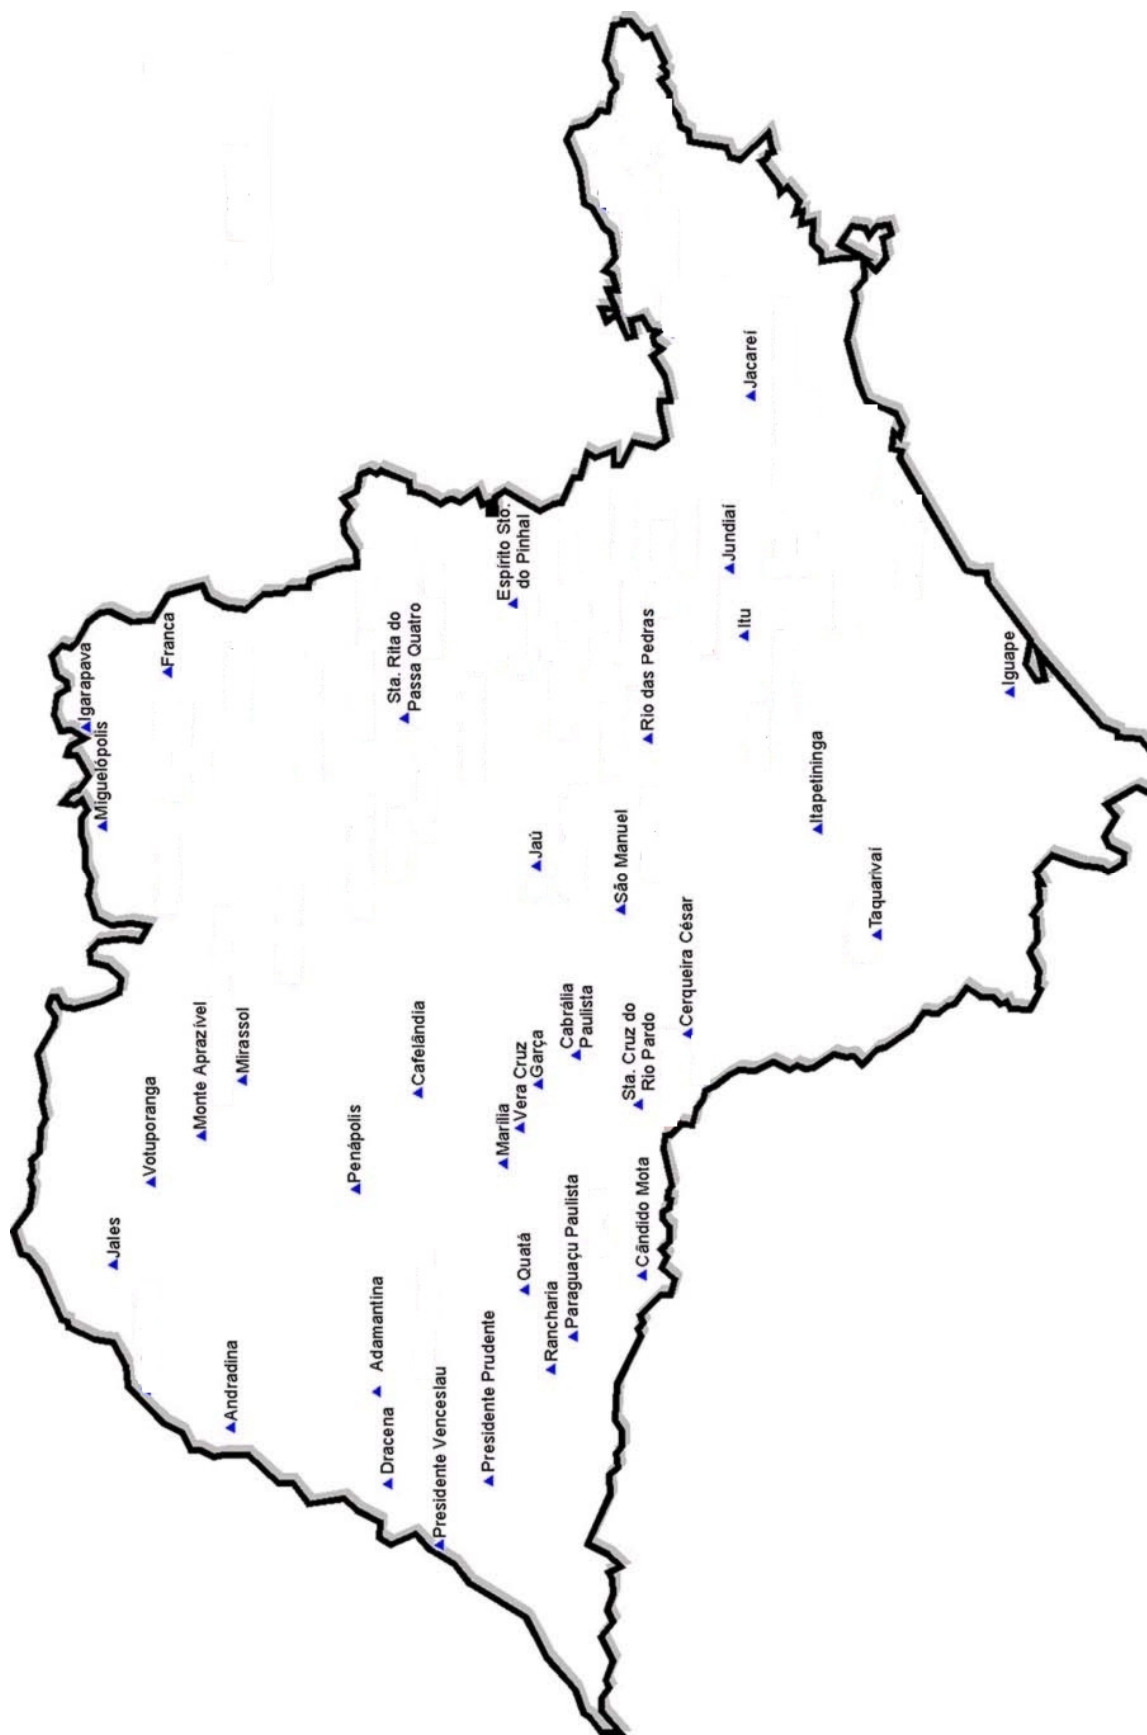 Igarapava
Miguelópolis
Franca
Jales
Votuporanga
Monte Aprazível
Mirassol
Andradina
Sta. Rita do
Passa Quatro
Penápolis
Adamantina
Dracena
Cafelândia
Presidente Venceslau
Espírito Sto.
do Pinhal
Presidente Prudente
Marília
Vera Cruz
Garça
Jaú
Quatá
Rancharia
Paraguaçu Paulista
Cabrália
Paulista
São Manuel
Rio das Pedras
Sta. Cruz do
Rio Pardo
Cândido Mota
Cerqueira César
Jundiaí
Itu
Jacareí
Itapetininga
Taquarivaí
Iguape